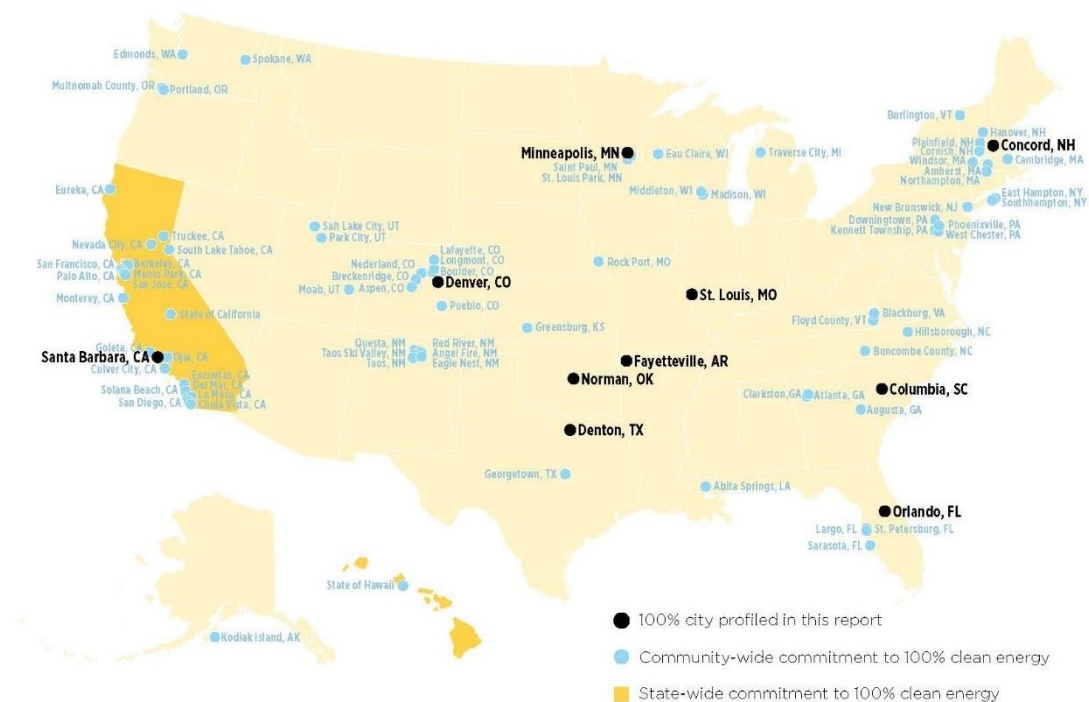 Edmonds, WA
Spokane, WA
Multnomah County, OR
Portland, OR
Burlington, VT
Hanover, NH
Plainfield, NH
Concord, NH
Cornish, NH
Cambridge, MA
Windsor, MA
Amherst, MA
Northampton, MA
Minneapolis, MN
Saint Paul, MN
St. Louis Park, MN
Eau Claire, WI
Traverse City, MI
Middleton, WI
Madison, WI
East Hampton, NY
Southhampton, NY
New Brunswick, NJ
Downingtown, PA
Phoenixville, PA
Kennett Township, PA
West Chester, PA
Eureka, CA
Truckee, CA
Nevada City, CA
South Lake Tahoe, CA
San Francisco, CA
Berkeley, CA
Palo Alto, CA
Menlo Park, CA
San Jose, CA
Monterey, CA
State of California
Salt Lake City, UT
Park City, UT
Lafayette, CO
Longmont, CO
Nederland, CO
Boulder, CO
Breckenridge, CO
Moab, UT
Aspen, CO
Denver, CO
Pueblo, CO
Rock Port, MO
St. Louis, MO
Greensburg, KS
Blackburg, VA
Floyd County, VT
Hillsborough, NC
Buncombe County, NC
Questa, NM
Red River, NM
Taos Ski Valley, NM
Angel Fire, NM
Taos, NM
Eagle Nest, NM
Goleta, CA
Santa Barbara, CA
Ojai, CA
Culver City, CA
Encinitas, CA
Del Mar, CA
Solana Beach, CA
La Mesa, CA
San Diego, CA
Chula Vista, CA
Fayetteville, AR
Norman, OK
Denton, TX
Columbia, SC
Clarkston,GA
Atlanta, GA
Augusta, GA
Georgetown, TX
Abita Springs, LA
Orlando, FL
Largo, FL
St. Petersburg, FL
Sarasota, FL
State of Hawaii
Kodiak Island, AK
100% city profiled in this report
Community-wide commitment to 100% clean energy
State-wide commitment to 100% clean energy